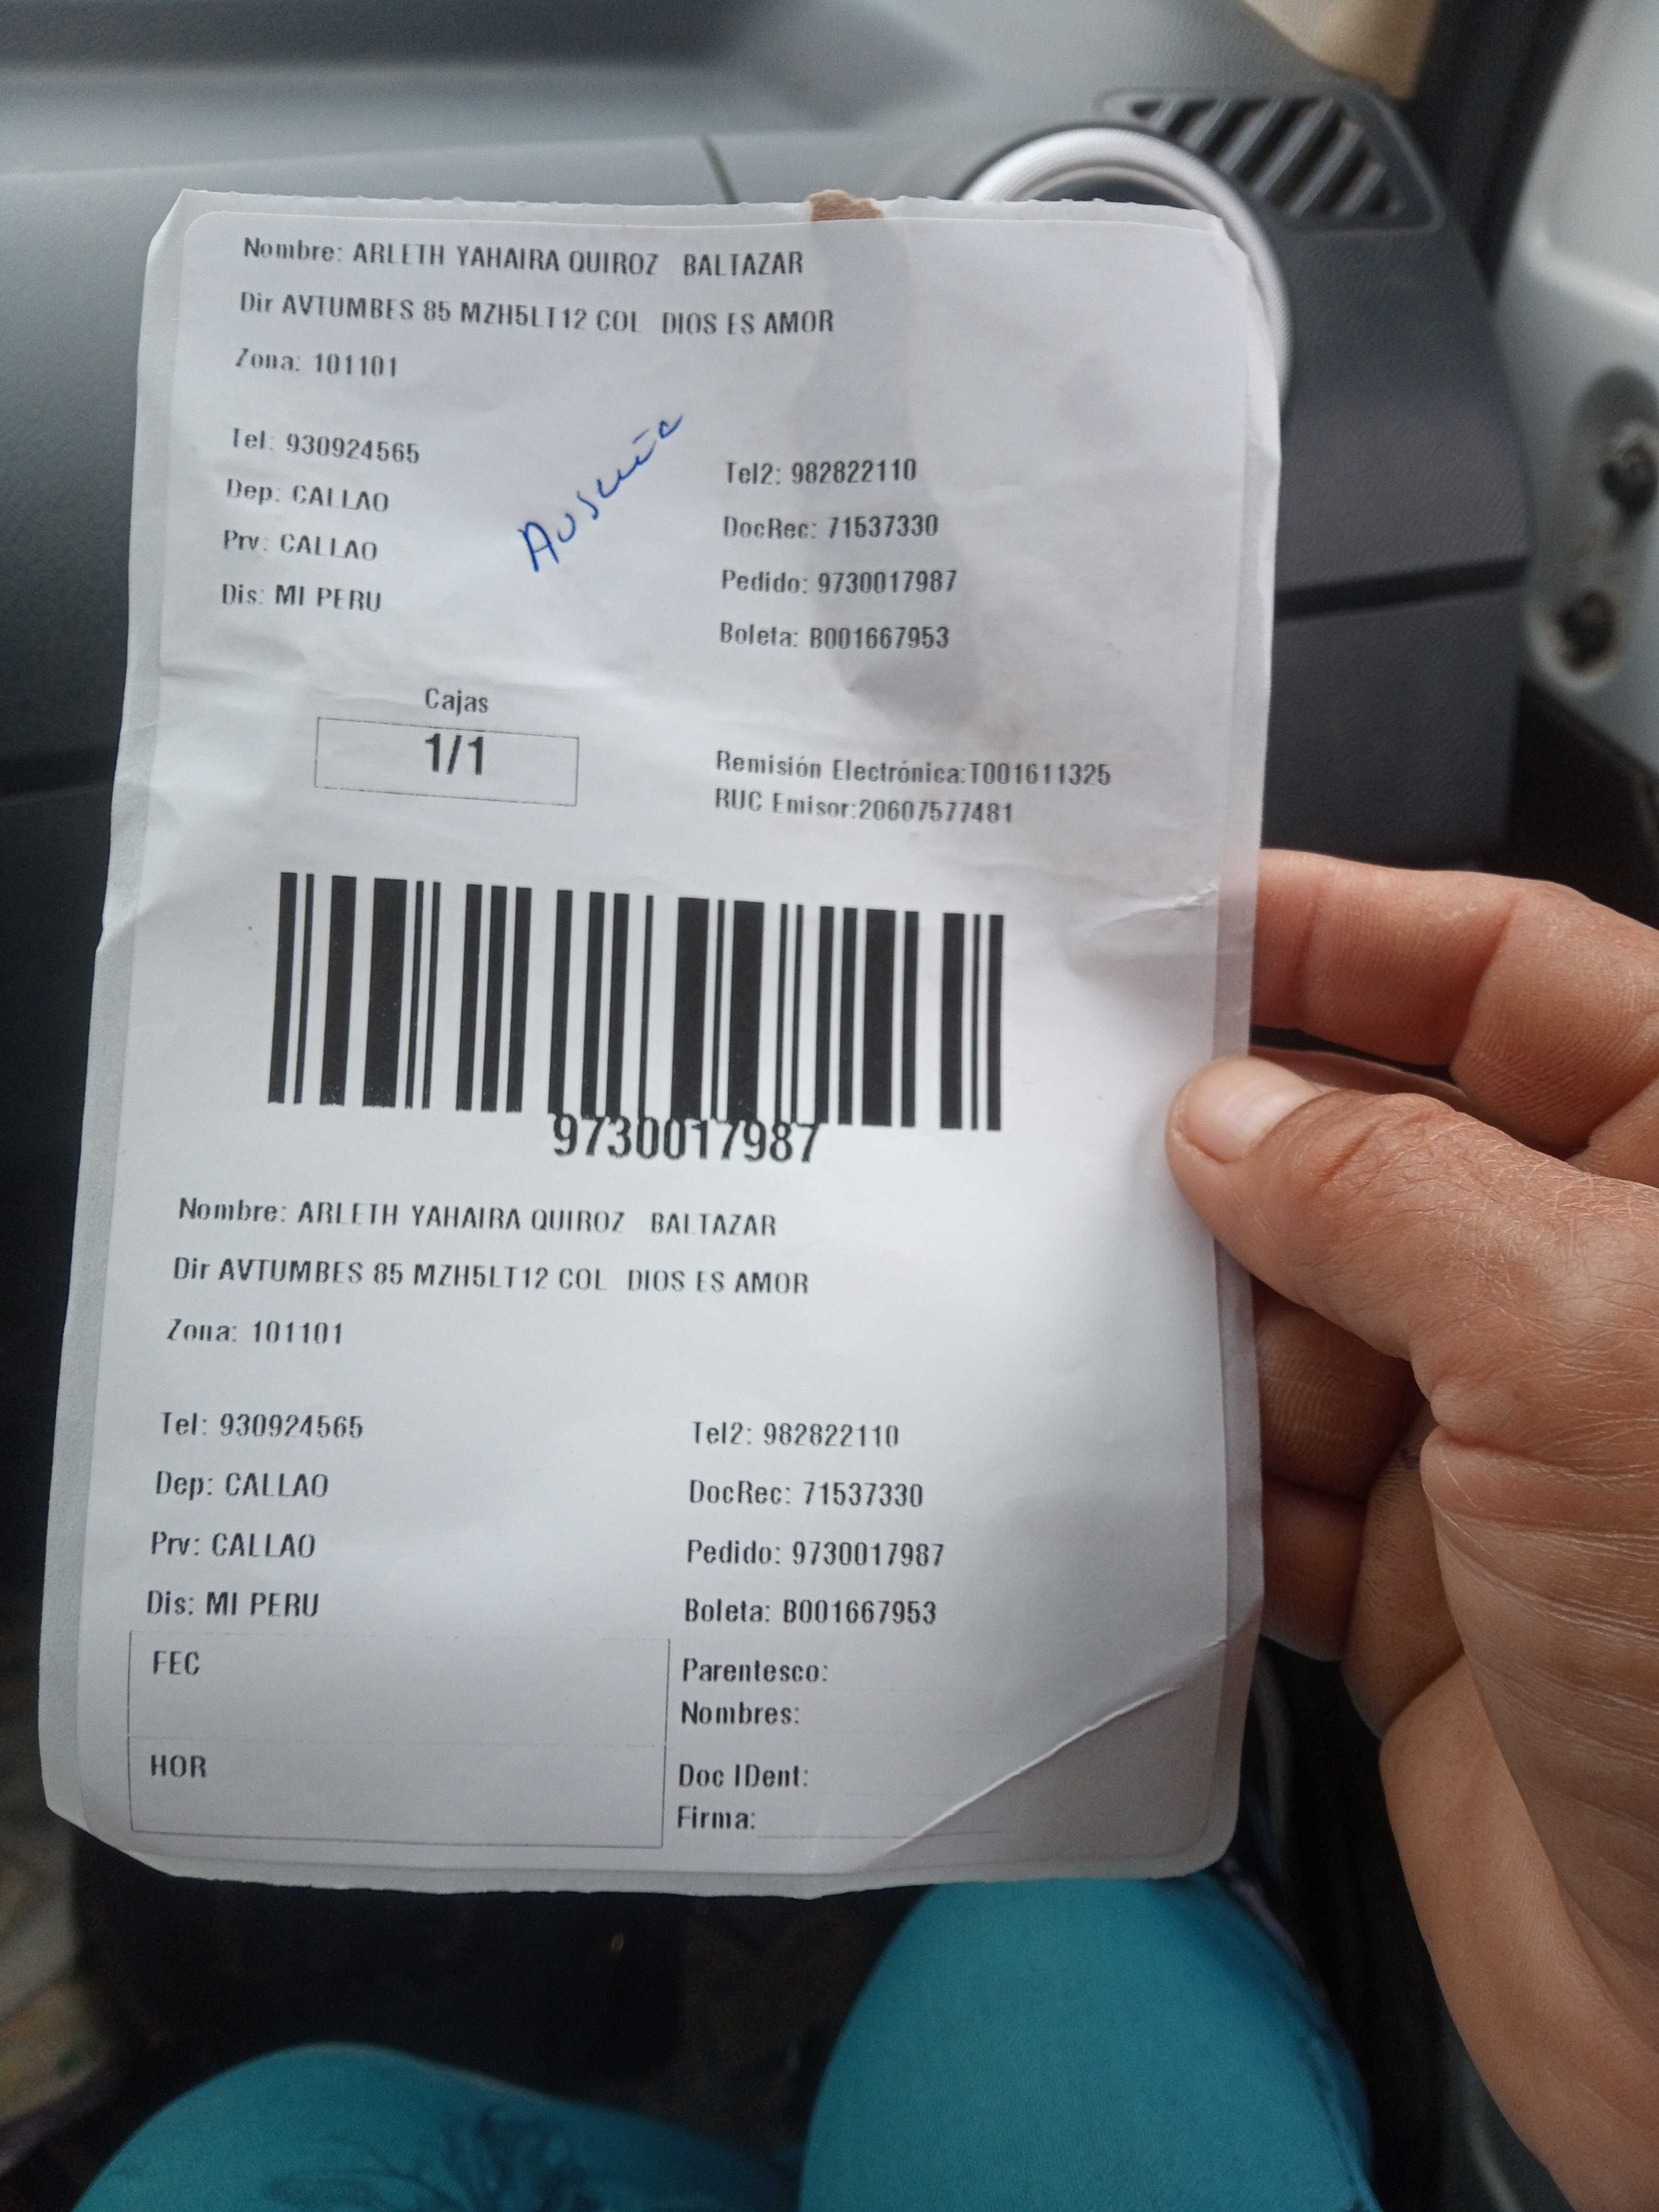 Nombre: ARLETH YAHAIRA QUIROZ BALTAZAR
Dir AVTUMBES 85 MZH5LT12 COL DIOS ES AMOR
Zona: 101101
Tel: 930924565
Tel2: 982822110
Dep: CALLAO
DocRec: 71537330
Prv: CALLAO
Pedido: 9730017987
Dis: MI PERU
Boleta: B001667953
Cajas
1/1
Remisión Electrónica:T001611325
RUC Emisor:20607577481
9730017987
Nombre: ARLETH YAHAIRA QUIROZ BALTAZAR
Dir AVTUMBES 85 MZH5LT12 COL DIOS ES AMOR
Zona: 101101
Tel: 930924565
Tel2: 982822110
Dep: CALLAO
DocRec: 71537330
Prv: CALLAO
Pedido: 9730017987
Dis: MI PERU
Boleta: B001667953
FEC
Parentesco:
Nombres:
HOR
Doc IDent:
Firma: